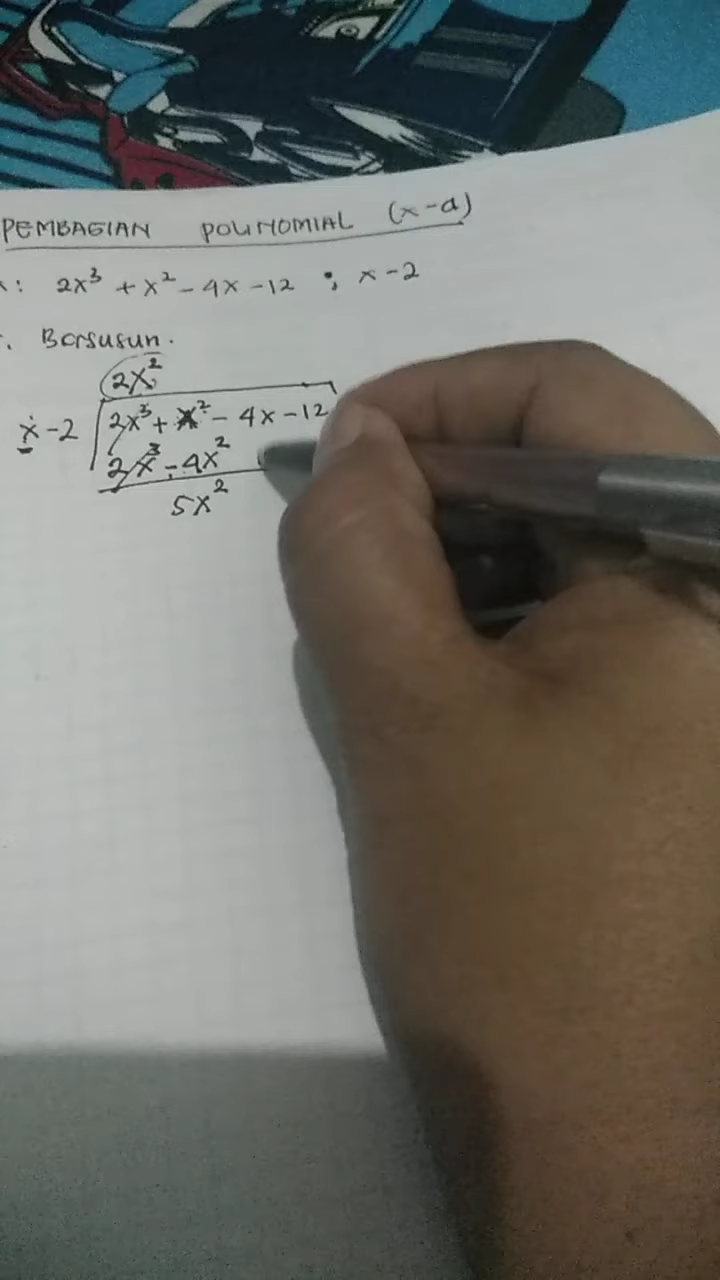 PEMBAGIAN POLINOMIAL (x-a)
: 2x³ + x² - 4x - 12 : x - 2
. Bersusun.
2x²
x-2 2x³ + x² - 4x - 12
2x³ - 4x²
5x²